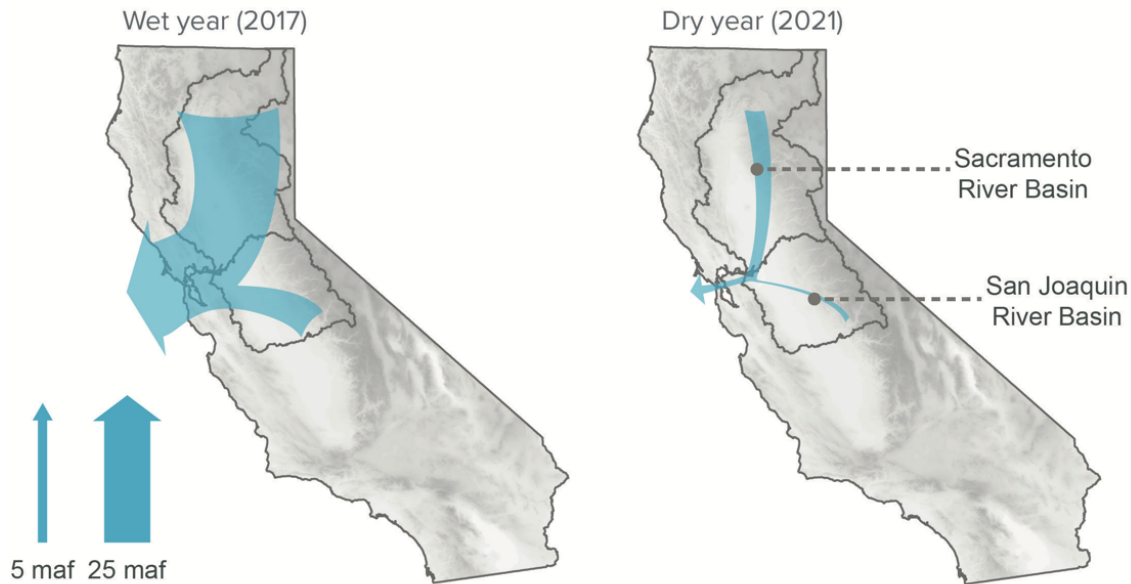 Wet year (2017)
Dry year (2021)
Sacramento
River Basin
San Joaquin
River Basin
5 maf
25 maf